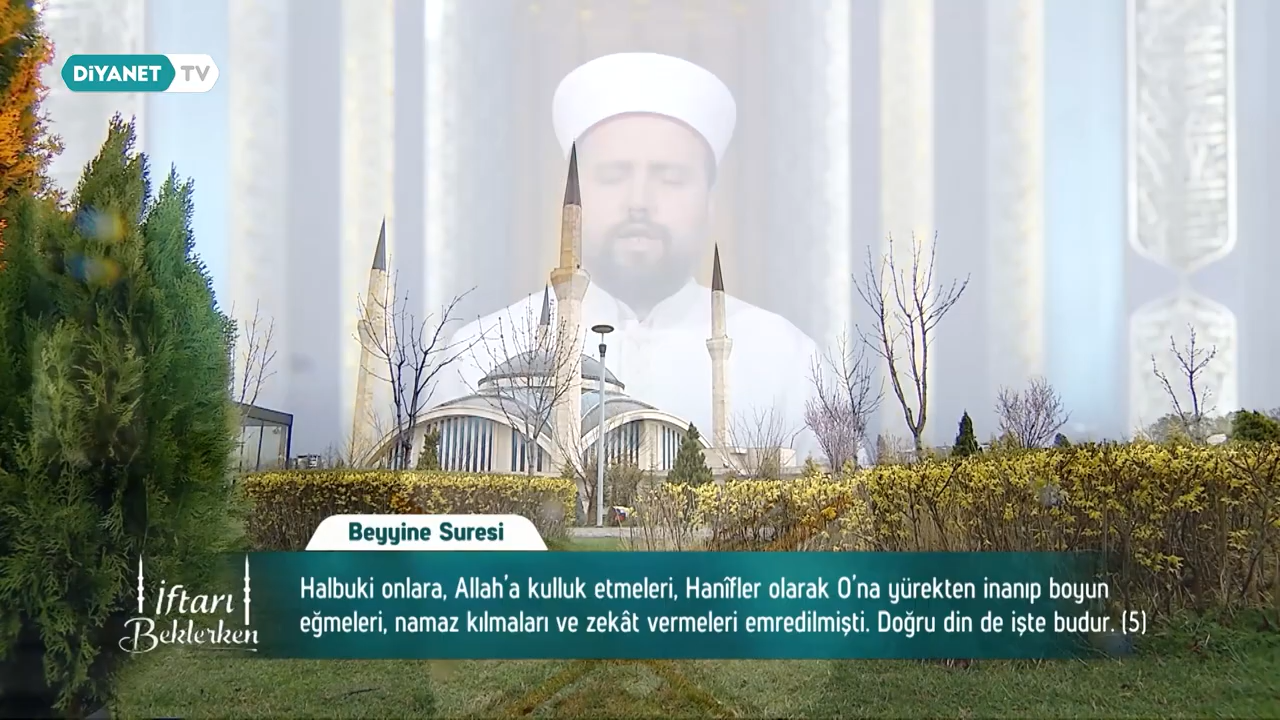 DİYANET TV
Beyyine Suresi
İftarı
Beklerken
Halbuki onlara, Allah'a kulluk etmeleri, Hanîfler olarak O'na yürekten inanıp boyun
eğmeleri, namaz kılmaları ve zekât vermeleri emredilmişti. Doğru din de işte budur. (5)